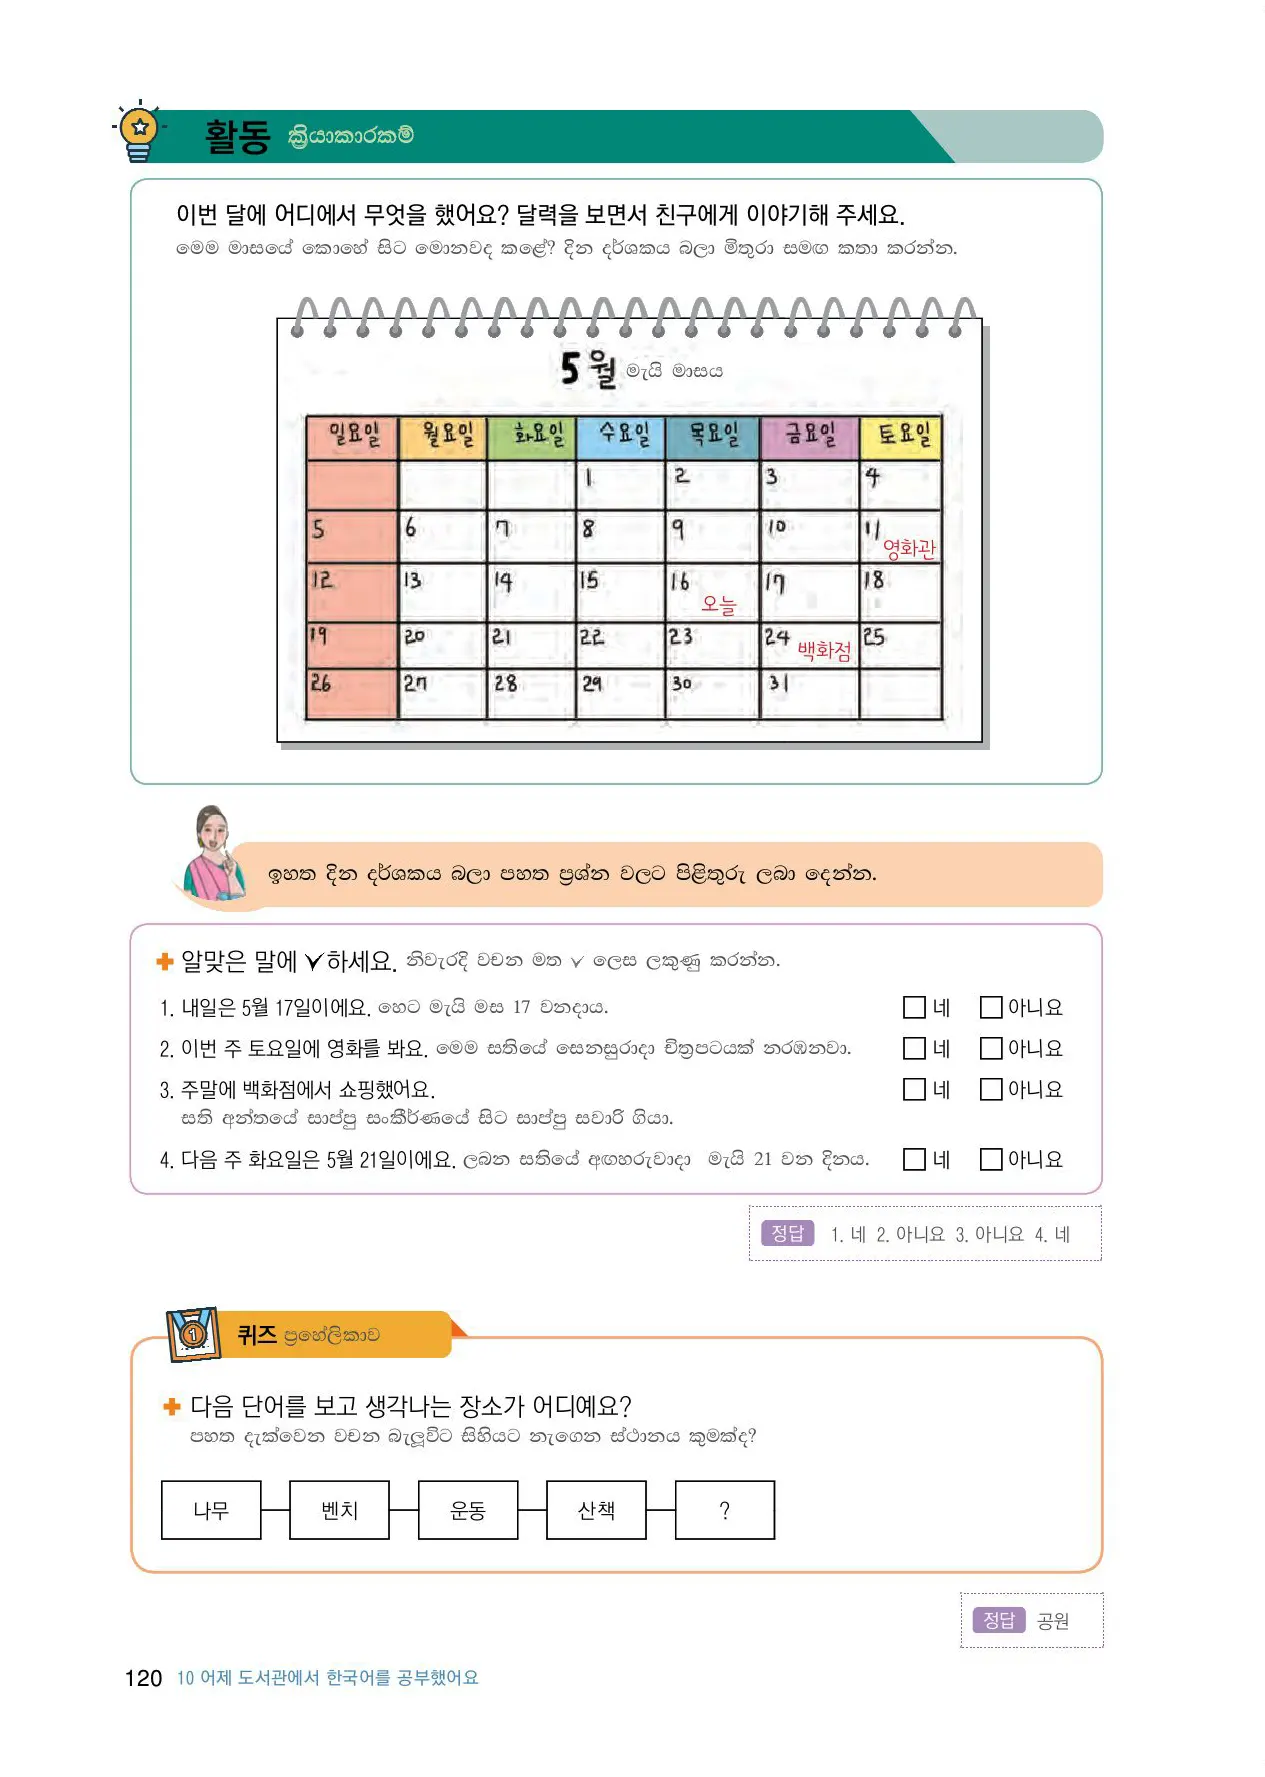 활동 ක්‍රියාකාරකම්
이번 달에 어디에서 무엇을 했어요? 달력을 보면서 친구에게 이야기해 주세요.
මෙම මාසයේ කොහේ සිට මොනවද කළේ? දින දර්ශකය බලා මිතුරා සමඟ කතා කරන්න.
5월 මැයි මාසය
일요일 월요일 화요일 수요일 목요일 금요일 토요일
1 2 3 4
5 6 7 8 9 10 11 영화관
12 13 14 15 16 오늘 17 18
19 20 21 22 23 24 백화점 25
26 27 28 29 30 31
ඉහත දින දර්ශකය බලා පහත ප්‍රශ්න වලට පිළිතුරු ලබා දෙන්න.
알맞은 말에 ✓하세요. නිවැරදි වචන මත ✓ ලෙස ලකුණු කරන්න.
1. 내일은 5월 17일이에요. හෙට මැයි මස 17 වනදාය. □ 네 □ 아니요
2. 이번 주 토요일에 영화를 봐요. මෙම සතියේ සෙනසුරාදා චිත්‍රපටයක් නරඹනවා. □ 네 □ 아니요
3. 주말에 백화점에서 쇼핑했어요. □ 네 □ 아니요
සති අන්තයේ සාප්පු සංකීර්ණයේ සිට සාප්පු සවාරි ගියා.
4. 다음 주 화요일은 5월 21일이에요. ලබන සතියේ අඟහරුවාදා මැයි 21 වන දිනය. □ 네 □ 아니요
정답 1. 네 2. 아니요 3. 아니요 4. 네
퀴즈 ප්‍රහේලිකාව
다음 단어를 보고 생각나는 장소가 어디예요?
පහත දැක්වෙන වචන බැලූවිට සිහියට නැගෙන ස්ථානය කුමක්ද?
나무 벤치 운동 산책 ?
정답 공원
120 10 어제 도서관에서 한국어를 공부했어요